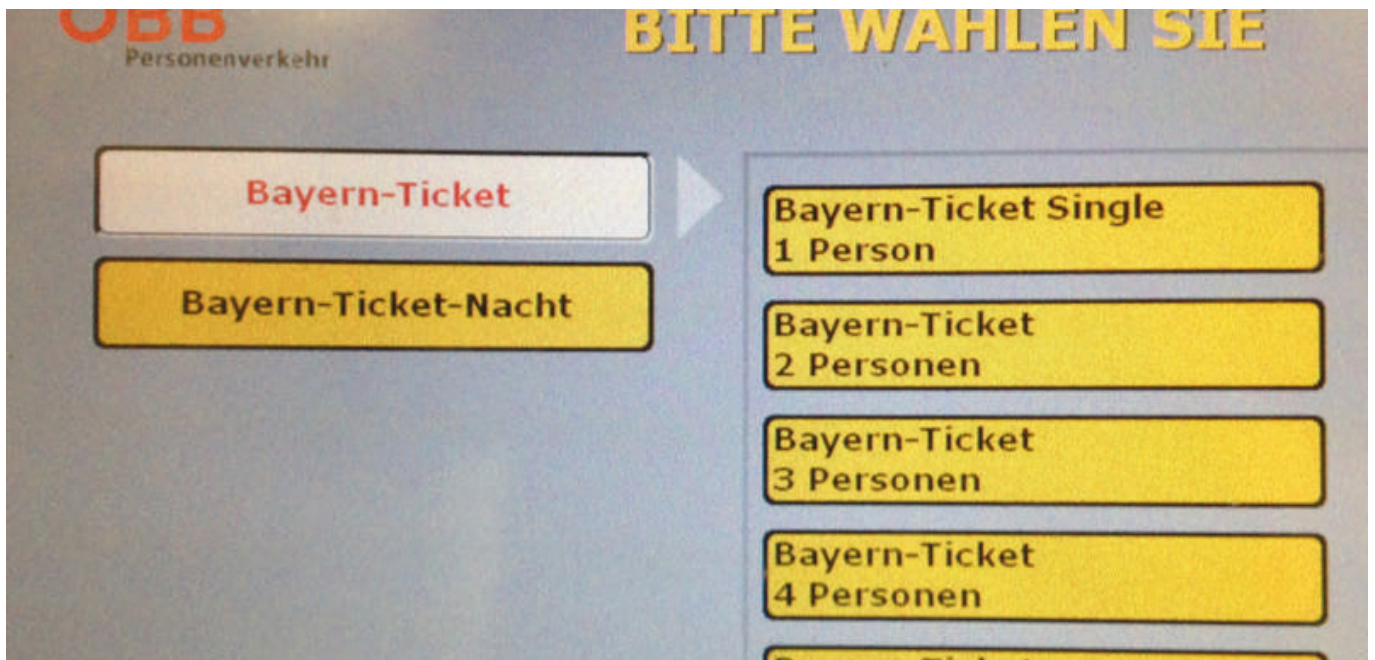 ÖBB
Personenverkehr
BITTE WÄHLEN SIE
Bayern-Ticket
Bayern-Ticket-Nacht
Bayern-Ticket Single
1 Person
Bayern-Ticket
2 Personen
Bayern-Ticket
3 Personen
Bayern-Ticket
4 Personen